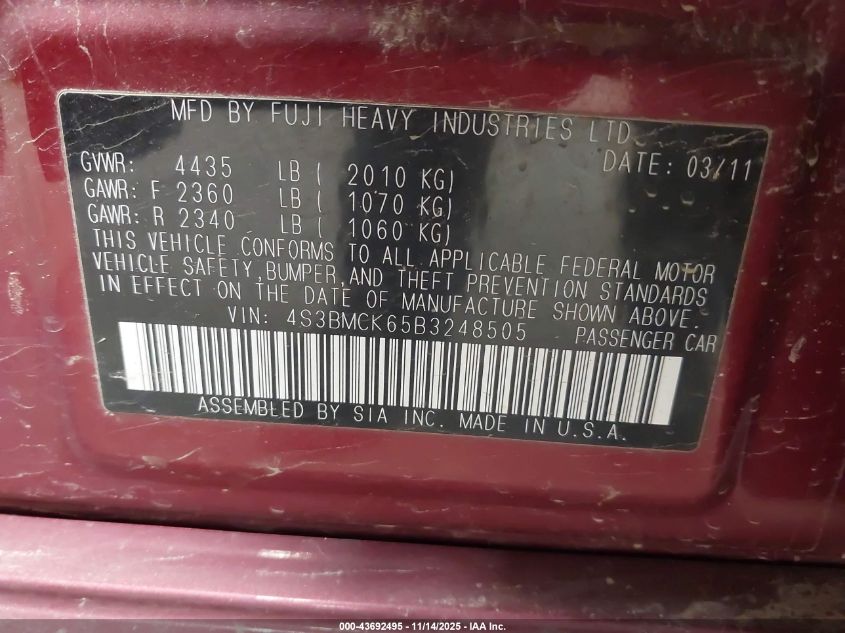 MFD BY FUJI HEAVY INDUSTRIES LTD.
DATE: 03/11
GVWR: 4435 LB ( 2010 KG)
GAWR: F 2360 LB ( 1070 KG)
GAWR: R 2340 LB ( 1060 KG)
THIS VEHICLE CONFORMS TO ALL APPLICABLE FEDERAL MOTOR
VEHICLE SAFETY,BUMPER,AND THEFT PREVENTION STANDARDS
IN EFFECT ON THE DATE OF MANUFACTURE SHOWN ABOVE.
VIN: 4S3BMCK65B3248505 PASSENGER CAR
ASSEMBLED BY SIA INC. MADE IN U.S.A.
000-43692495 - 11/14/2025 - IAA Inc.